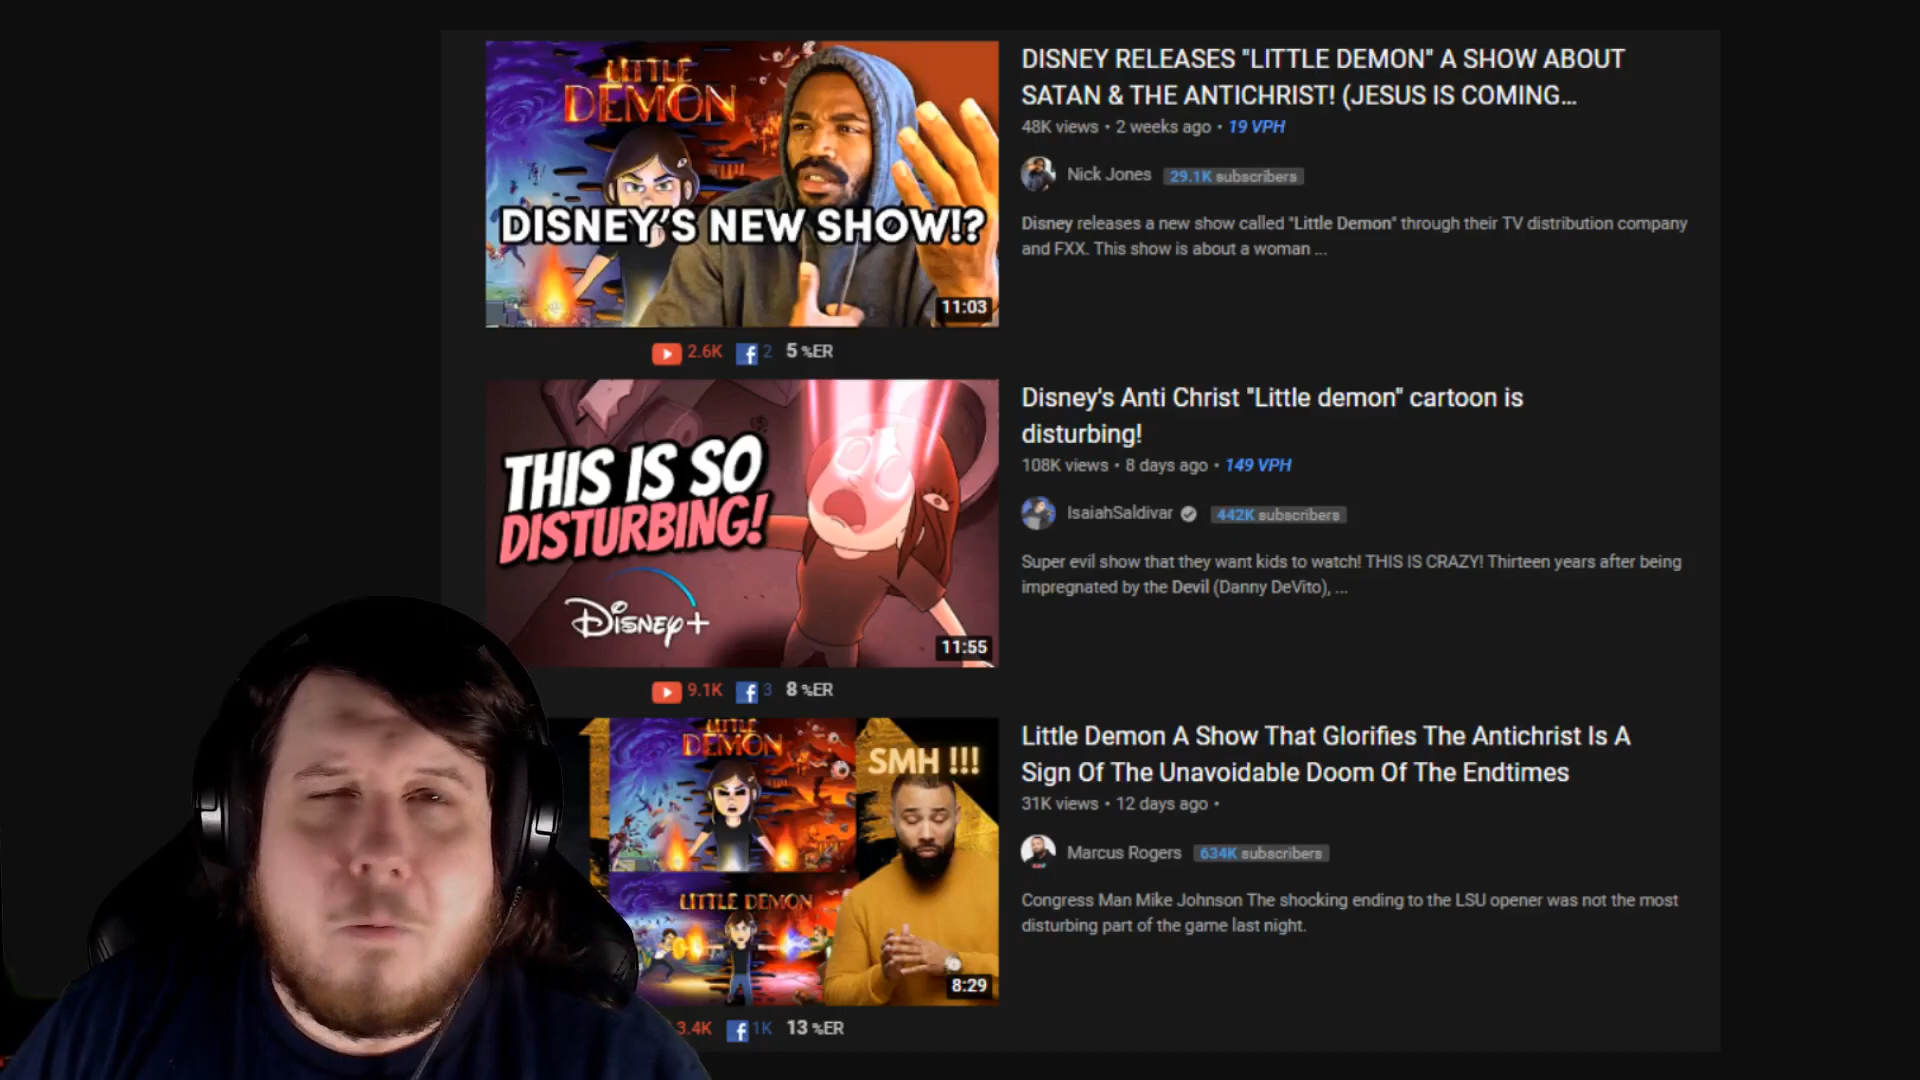 LITTLE
DEMON
DISNEY'S NEW SHOW!?
11:03
2.6K 2 5 %ER
DISNEY RELEASES "LITTLE DEMON" A SHOW ABOUT
SATAN & THE ANTICHRIST! (JESUS IS COMING...
48K views • 2 weeks ago • 19 VPH
Nick Jones 29.1K subscribers
Disney releases a new show called "Little Demon" through their TV distribution company
and FXX. This show is about a woman ...
THIS IS SO
DISTURBING!
Disney+
11:55
9.1K 3 8 %ER
Disney's Anti Christ "Little demon" cartoon is
disturbing!
108K views • 8 days ago • 149 VPH
IsaiahSaldivar 442K subscribers
Super evil show that they want kids to watch! THIS IS CRAZY! Thirteen years after being
impregnated by the Devil (Danny DeVito), ...
LITTLE
DEMON
SMH !!!
LITTLE DEMON
8:29
3.4K 1K 13 %ER
Little Demon A Show That Glorifies The Antichrist Is A
Sign Of The Unavoidable Doom Of The Endtimes
31K views • 12 days ago •
Marcus Rogers 634K subscribers
Congress Man Mike Johnson The shocking ending to the LSU opener was not the most
disturbing part of the game last night.